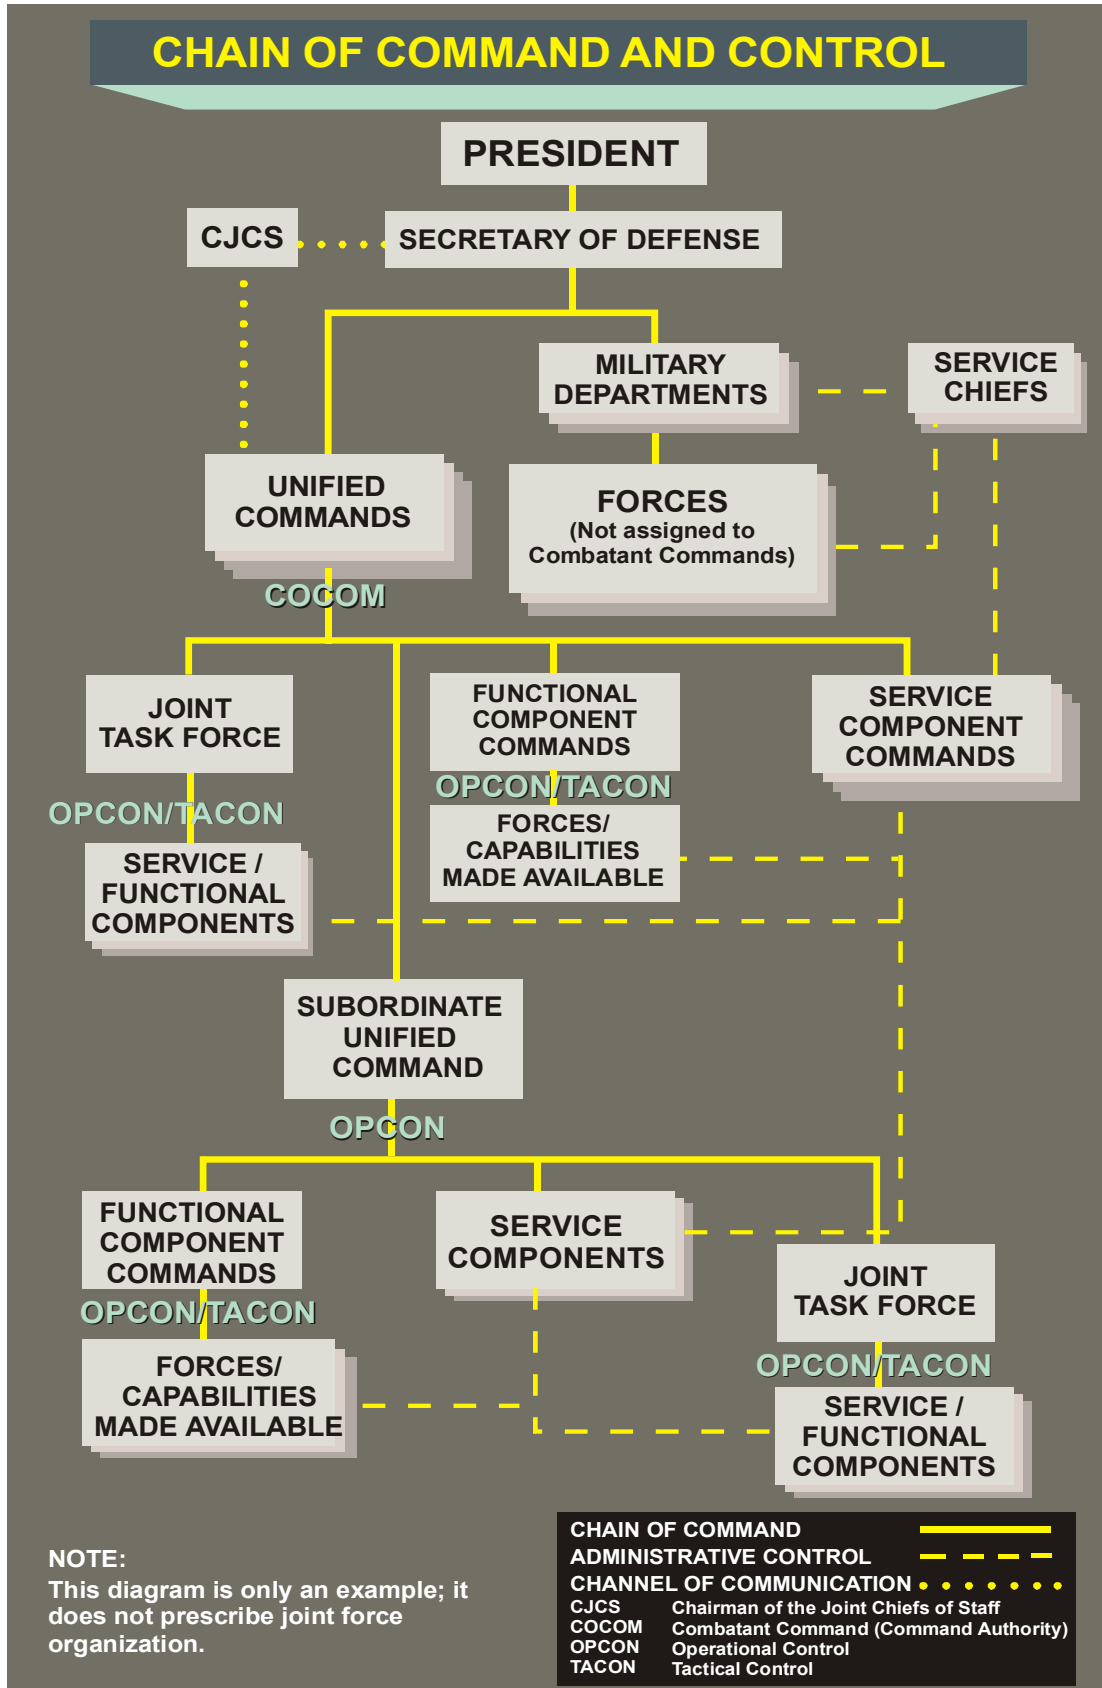 CHAIN OF COMMAND AND CONTROL
PRESIDENT
CJCS
SECRETARY OF DEFENSE
MILITARY
DEPARTMENTS
SERVICE
CHIEFS
UNIFIED
COMMANDS
FORCES
(Not assigned to
Combatant Commands)
COCOM
JOINT
TASK FORCE
FUNCTIONAL
COMPONENT
COMMANDS
SERVICE
COMPONENT
COMMANDS
OPCON/TACON
OPCON/TACON
SERVICE /
FUNCTIONAL
COMPONENTS
FORCES/
CAPABILITIES
MADE AVAILABLE
SUBORDINATE
UNIFIED
COMMAND
OPCON
FUNCTIONAL
COMPONENT
COMMANDS
SERVICE
COMPONENTS
JOINT
TASK FORCE
OPCON/TACON
OPCON/TACON
FORCES/
CAPABILITIES
MADE AVAILABLE
SERVICE /
FUNCTIONAL
COMPONENTS
NOTE:
This diagram is only an example; it
does not prescribe joint force
organization.
CHAIN OF COMMAND
ADMINISTRATIVE CONTROL
CHANNEL OF COMMUNICATION
CJCS Chairman of the Joint Chiefs of Staff
COCOM Combatant Command (Command Authority)
OPCON Operational Control
TACON Tactical Control